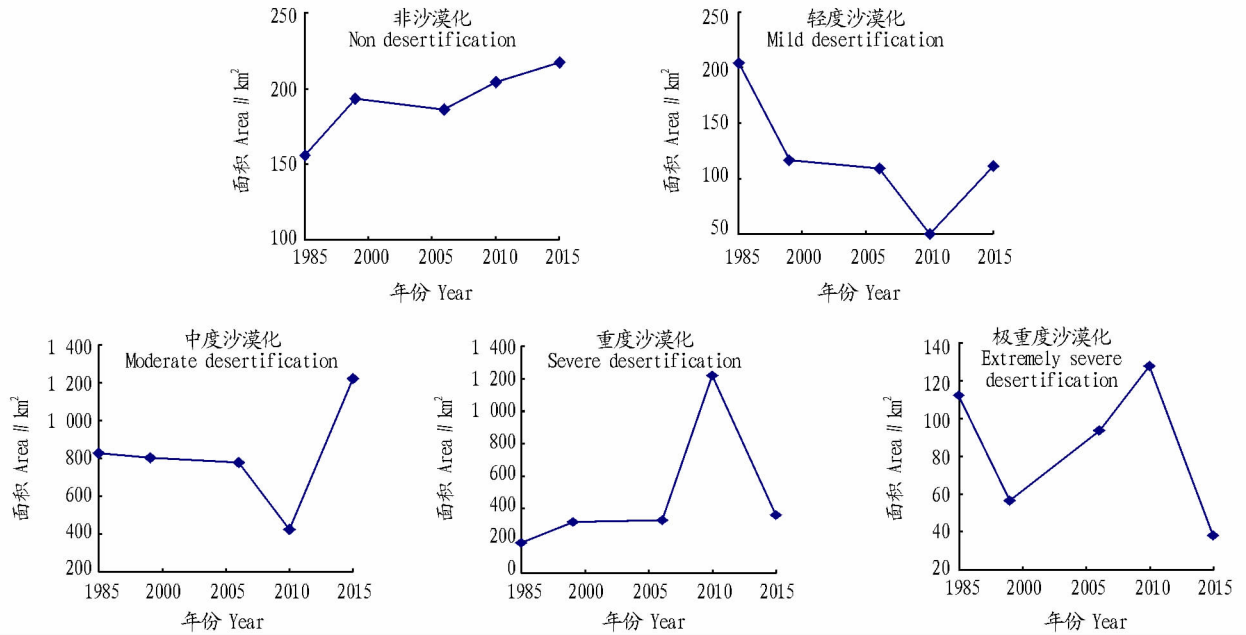 非沙漠化
Non desertification
250
200
150
100
面积 Area // km²
1985 2000 2005 2010 2015
年份 Year
轻度沙漠化
Mild desertification
250
200
150
100
50
面积 Area // km²
1985 2000 2005 2010 2015
年份 Year
中度沙漠化
Moderate desertification
1 400
1 200
1 000
800
600
400
200
面积 Area // km²
1985 2000 2005 2010 2015
年份 Year
重度沙漠化
Severe desertification
1 400
1 200
1 000
800
600
400
200
0
面积 Area // km²
1985 2000 2005 2010 2015
年份 Year
极重度沙漠化
Extremely severe
desertification
140
120
100
80
60
40
20
面积 Area // km²
1985 2000 2005 2010 2015
年份 Year